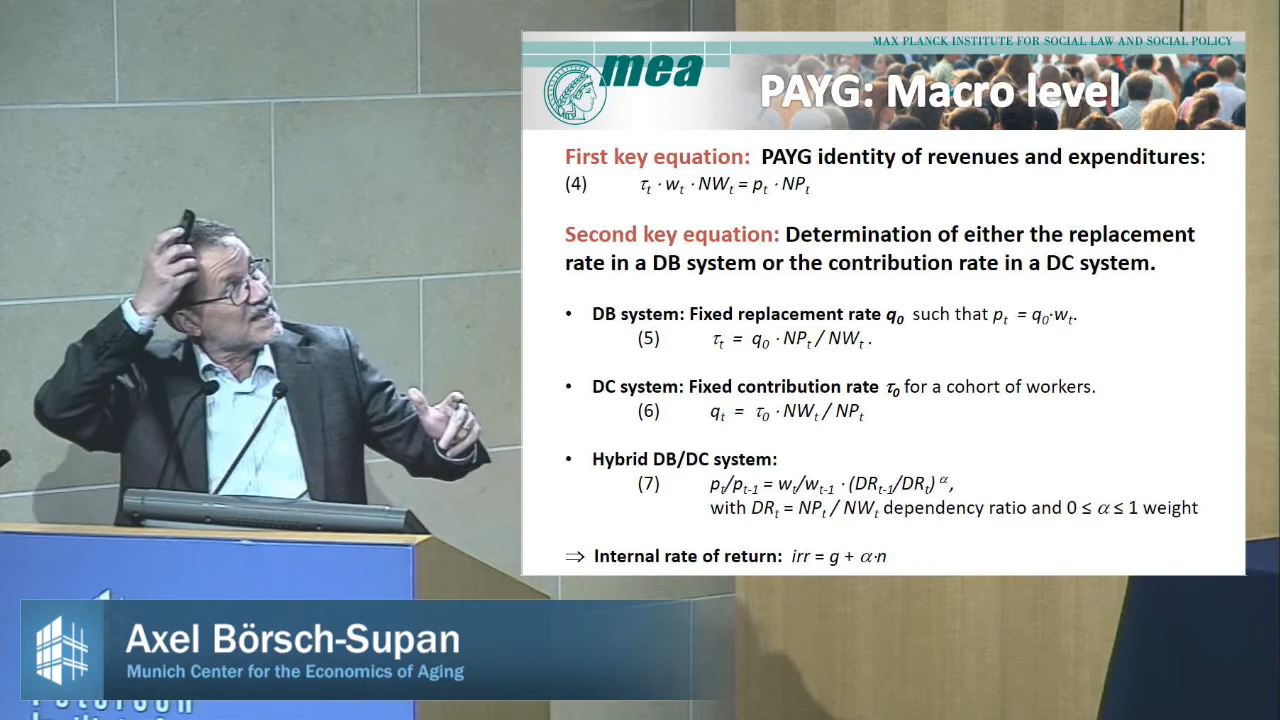 MAX PLANCK INSTITUTE FOR SOCIAL LAW AND SOCIAL POLICY
mea
PAYG: Macro level
First key equation: PAYG identity of revenues and expenditures:
(4) τt · wt · NWt = pt · NPt
Second key equation: Determination of either the replacement
rate in a DB system or the contribution rate in a DC system.
• DB system: Fixed replacement rate q0 such that pt = q0·wt.
(5) τt = q0 · NPt / NWt .
• DC system: Fixed contribution rate τ0 for a cohort of workers.
(6) qt = τ0 · NWt / NPt
• Hybrid DB/DC system:
(7) pt/pt-1 = wt/wt-1 · (DRt-1/DRt) α,
with DRt = NPt / NWt dependency ratio and 0 ≤ α ≤ 1 weight
⇒ Internal rate of return: irr = g + α·n
Axel Börsch-Supan
Munich Center for the Economics of Aging